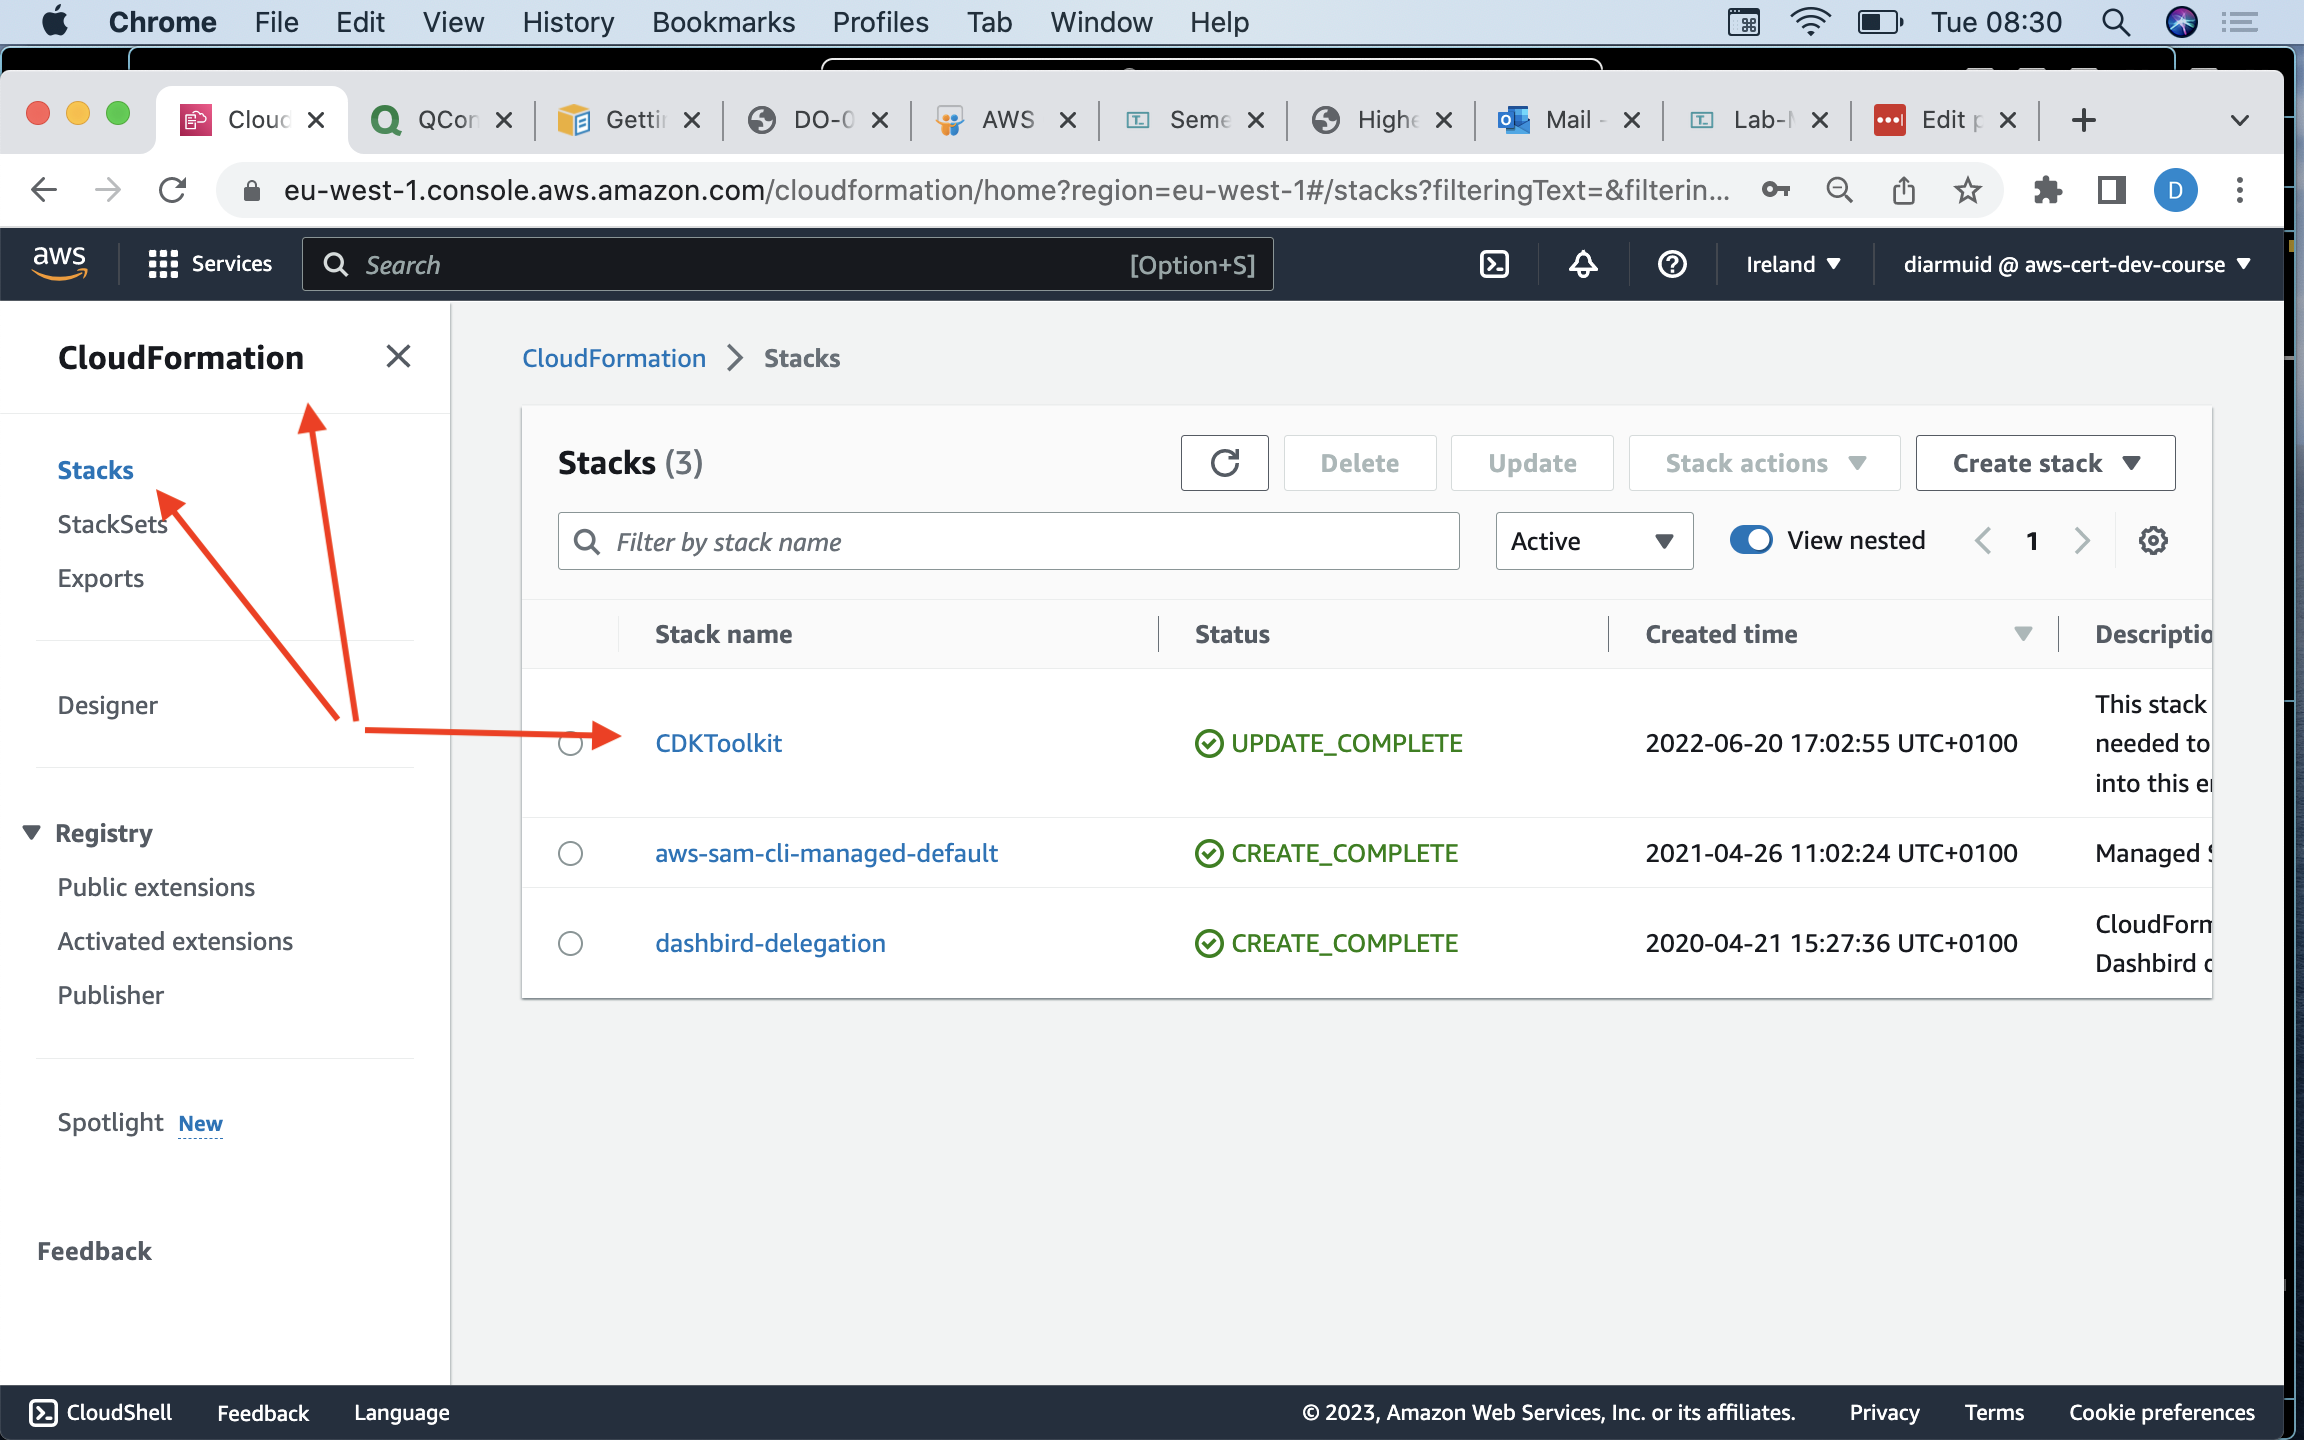 Chrome File Edit View History Bookmarks Profiles Tab Window Help Tue 08:30
Cloud QCon Gettin DO-0 AWS Seme Highe Mail - Lab-M Edit p
eu-west-1.console.aws.amazon.com/cloudformation/home?region=eu-west-1#/stacks?filteringText=&filterin... D
aws Services Search [Option+S] Ireland diarmuid @ aws-cert-dev-course
CloudFormation
Stacks
StackSets
Exports
Designer
Registry
Public extensions
Activated extensions
Publisher
Spotlight New
Feedback
CloudFormation > Stacks
Stacks (3) Delete Update Stack actions Create stack
Filter by stack name Active View nested 1
Stack name Status Created time Descriptio
CDKToolkit UPDATE_COMPLETE 2022-06-20 17:02:55 UTC+0100 This stack
needed to
into this e
aws-sam-cli-managed-default CREATE_COMPLETE 2021-04-26 11:02:24 UTC+0100 Managed S
dashbird-delegation CREATE_COMPLETE 2020-04-21 15:27:36 UTC+0100 CloudForm
Dashbird
CloudShell Feedback Language © 2023, Amazon Web Services, Inc. or its affiliates. Privacy Terms Cookie preferences